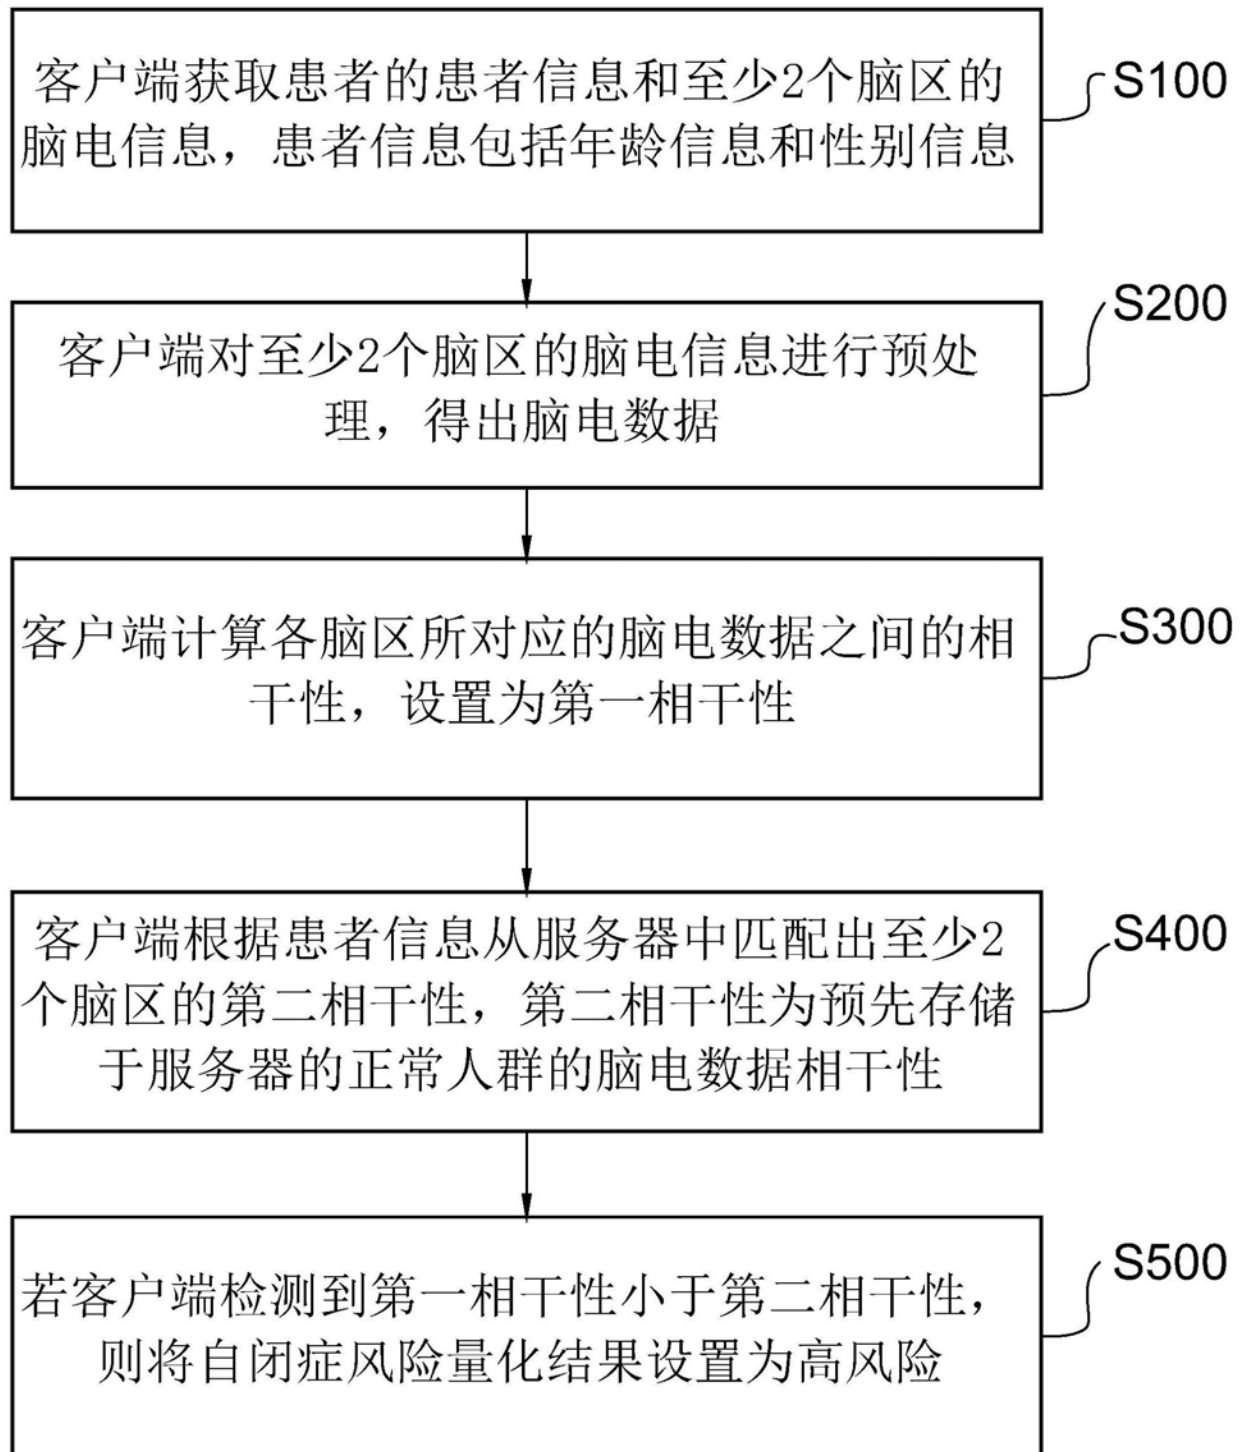 客户端获取患者的患者信息和至少2个脑区的
脑电信息，患者信息包括年龄信息和性别信息
S100
客户端对至少2个脑区的脑电信息进行预处
理，得出脑电数据
S200
客户端计算各脑区所对应的脑电数据之间的相
干性，设置为第一相干性
S300
客户端根据患者信息从服务器中匹配出至少2
个脑区的第二相干性，第二相干性为预先存储
于服务器的正常人群的脑电数据相干性
S400
若客户端检测到第一相干性小于第二相干性，
则将自闭症风险量化结果设置为高风险
S500